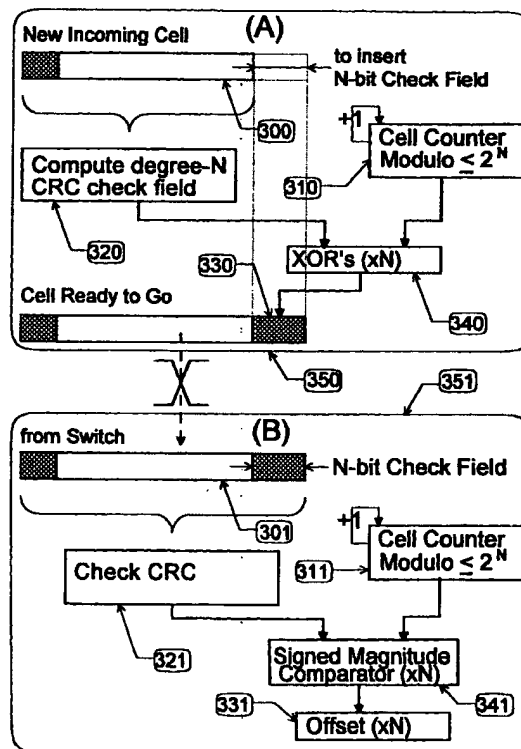 (A)
New Incoming Cell
to insert
N-bit Check Field
300
+1
Cell Counter
Modulo ≤ 2^N
310
Compute degree-N
CRC check field
320
330
XOR's (xN)
340
Cell Ready to Go
350
351
(B)
from Switch
N-bit Check Field
301
+1
Cell Counter
Modulo ≤ 2^N
311
Check CRC
321
Signed Magnitude
Comparator (xN)
341
331
Offset (xN)